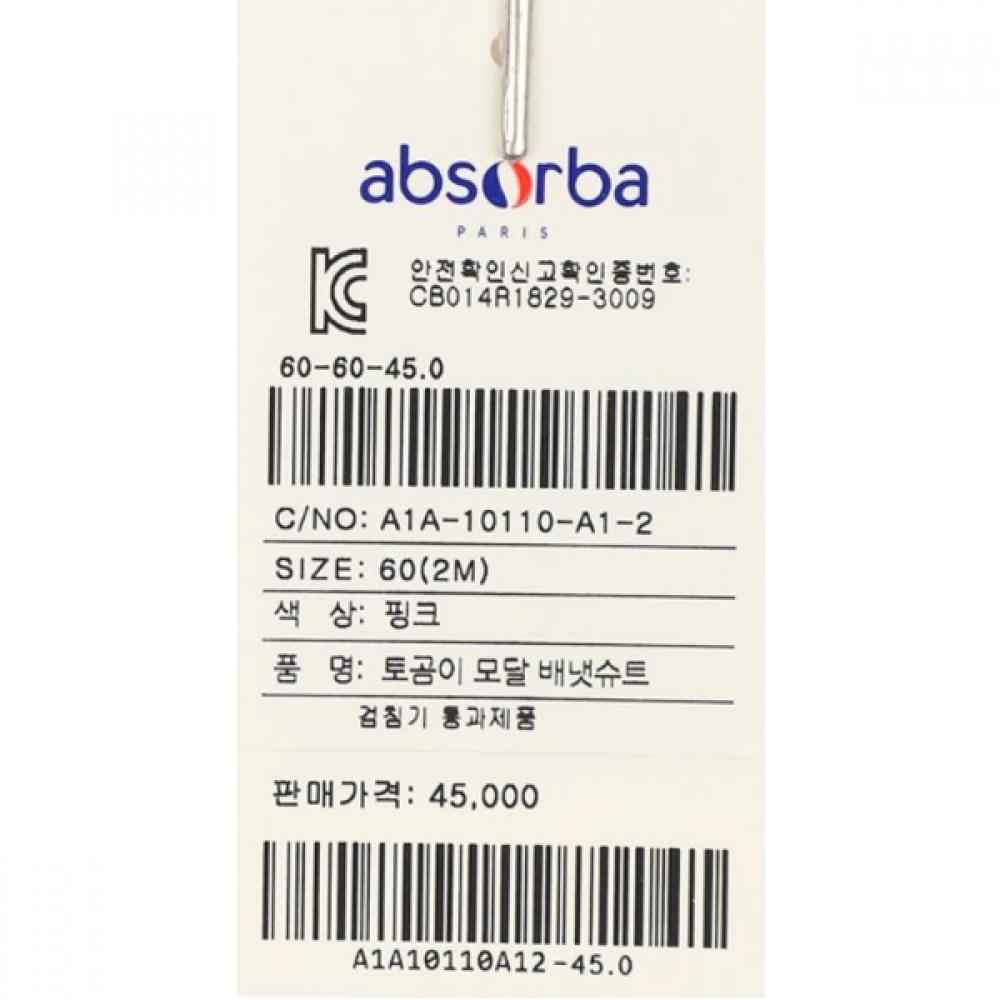 absorba
PARIS
안전확인신고확인증번호:
CB014R1829-3009
60-60-45.0
C/NO: A1A-10110-A1-2
SIZE: 60(2M)
색 상: 핑크
품 명: 토곰이 모달 배냇슈트
검침기 통과제품
판매가격: 45,000
A1A10110A12-45.0